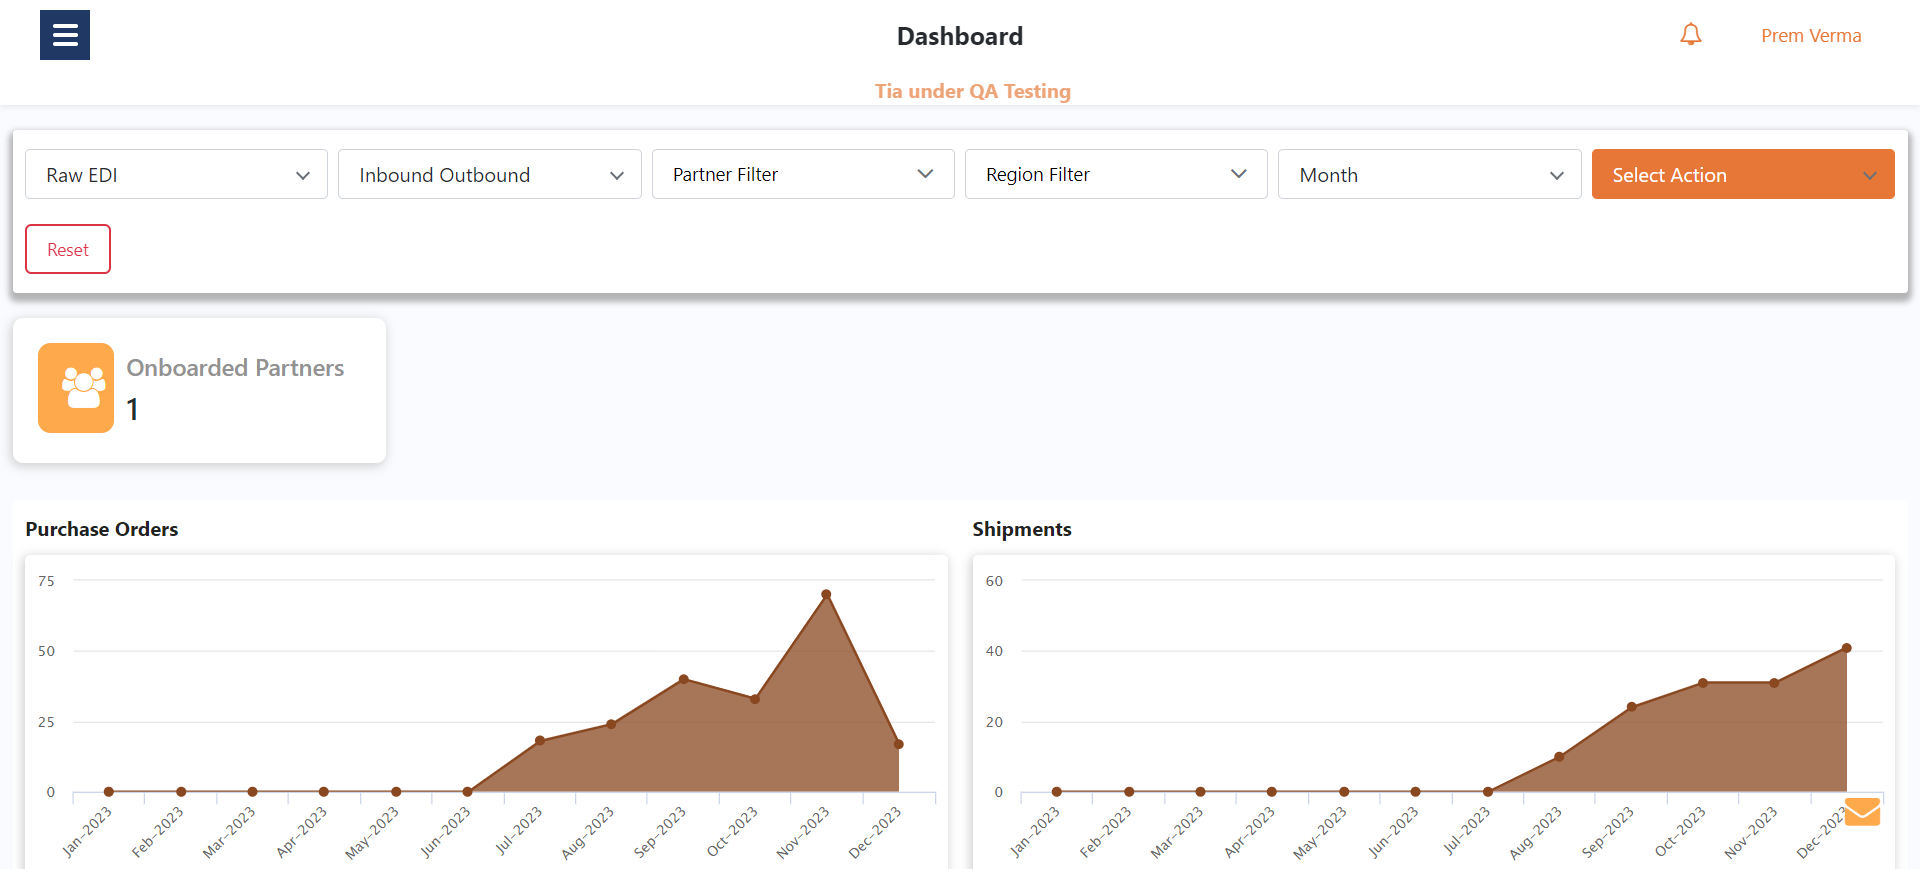 Dashboard
Prem Verma
Tia under QA Testing
Raw EDI
Inbound Outbound
Partner Filter
Region Filter
Month
Select Action
Reset
Onboarded Partners
1
Purchase Orders
75
50
25
0
Jan-2023
Feb-2023
Mar-2023
Apr-2023
May-2023
Jun-2023
Jul-2023
Aug-2023
Sep-2023
Oct-2023
Nov-2023
Dec-2023
Shipments
60
40
20
0
Jan-2023
Feb-2023
Mar-2023
Apr-2023
May-2023
Jun-2023
Jul-2023
Aug-2023
Sep-2023
Oct-2023
Nov-2023
Dec-2023